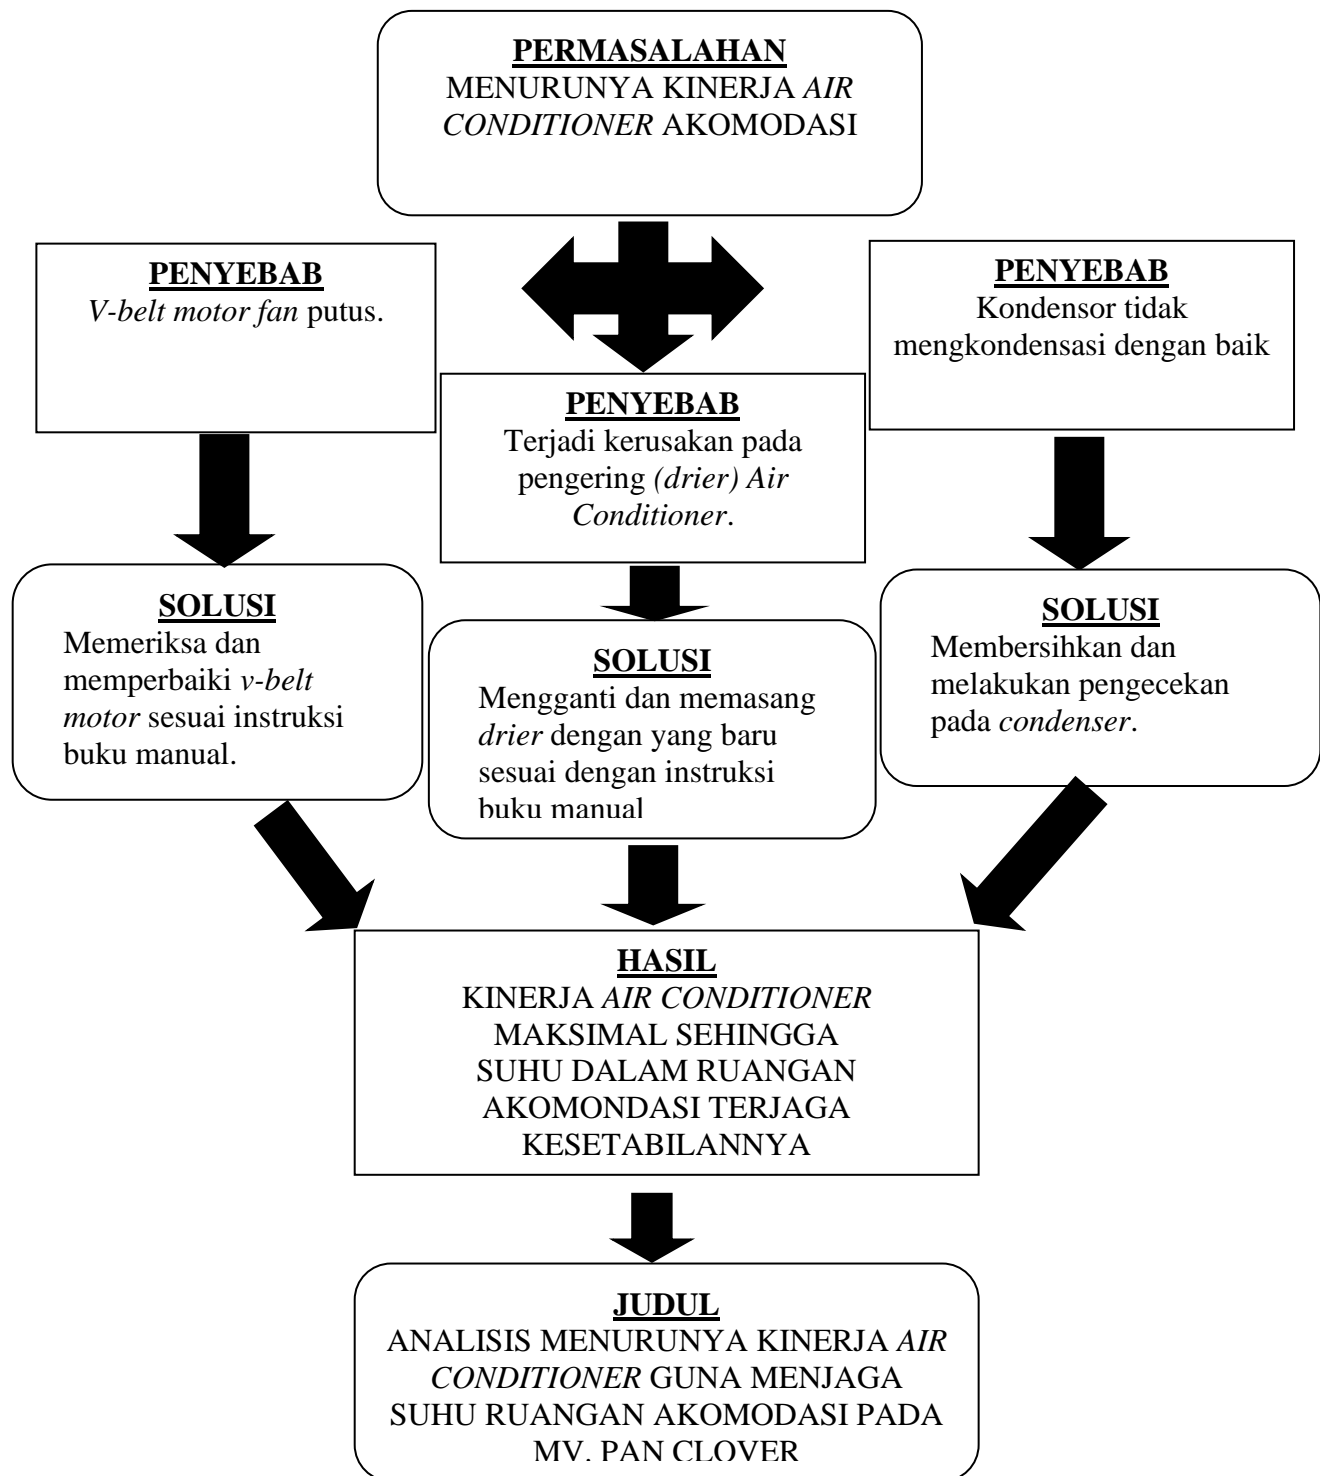 PERMASALAHAN
MENURUNYA KINERJA AIR
CONDITIONER AKOMODASI
PENYEBAB
V-belt motor fan putus.
PENYEBAB
Terjadi kerusakan pada
pengering (drier) Air
Conditioner.
PENYEBAB
Kondensor tidak
mengkondensasi dengan baik
SOLUSI
Memeriksa dan
memperbaiki v-belt
motor sesuai instruksi
buku manual.
SOLUSI
Mengganti dan memasang
drier dengan yang baru
sesuai dengan instruksi
buku manual
SOLUSI
Membersihkan dan
melakukan pengecekan
pada condenser.
HASIL
KINERJA AIR CONDITIONER
MAKSIMAL SEHINGGA
SUHU DALAM RUANGAN
AKOMONDASI TERJAGA
KESETABILANNYA
JUDUL
ANALISIS MENURUNYA KINERJA AIR
CONDITIONER GUNA MENJAGA
SUHU RUANGAN AKOMODASI PADA
MV. PAN CLOVER